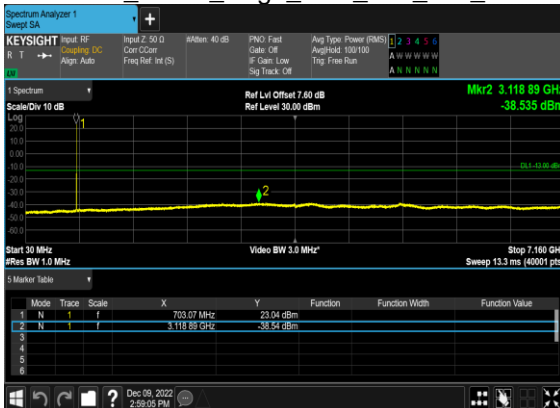 Spectrum Analyzer 1
Swept SA
+
KEYSIGHT Input: RF Input Z: 50 Ω #Atten: 40 dB PNO: Fast Avg Type: Power (RMS) 1 2 3 4 5 6
R T Coupling: DC Corr CCorr Gate: Off Avg|Hold: 100/100 A W W W W W
Align: Auto Freq Ref: Int (S) IF Gain: Low Trig: Free Run
LXI Sig Track: Off A N N N N N
1 Spectrum Ref Lvl Offset 7.60 dB Mkr2 3.118 89 GHz
Scale/Div 10 dB Ref Level 30.00 dBm -38.535 dBm
Log
20.0 1
10.0
0.00
-10.0 DL1 -13.00 dBm
-20.0
-30.0 2
-40.0
-50.0
-60.0
Start 30 MHz Video BW 3.0 MHz* Stop 7.160 GH
#Res BW 1.0 MHz Sweep 13.3 ms (40001 pts
5 Marker Table
Mode Trace Scale X Y Function Function Width Function Value
1 N 1 f 703.07 MHz 23.04 dBm
2 N 1 f 3.118 89 GHz -38.54 dBm
3
4
5
6
? Dec 09, 2022
2:59:05 PM